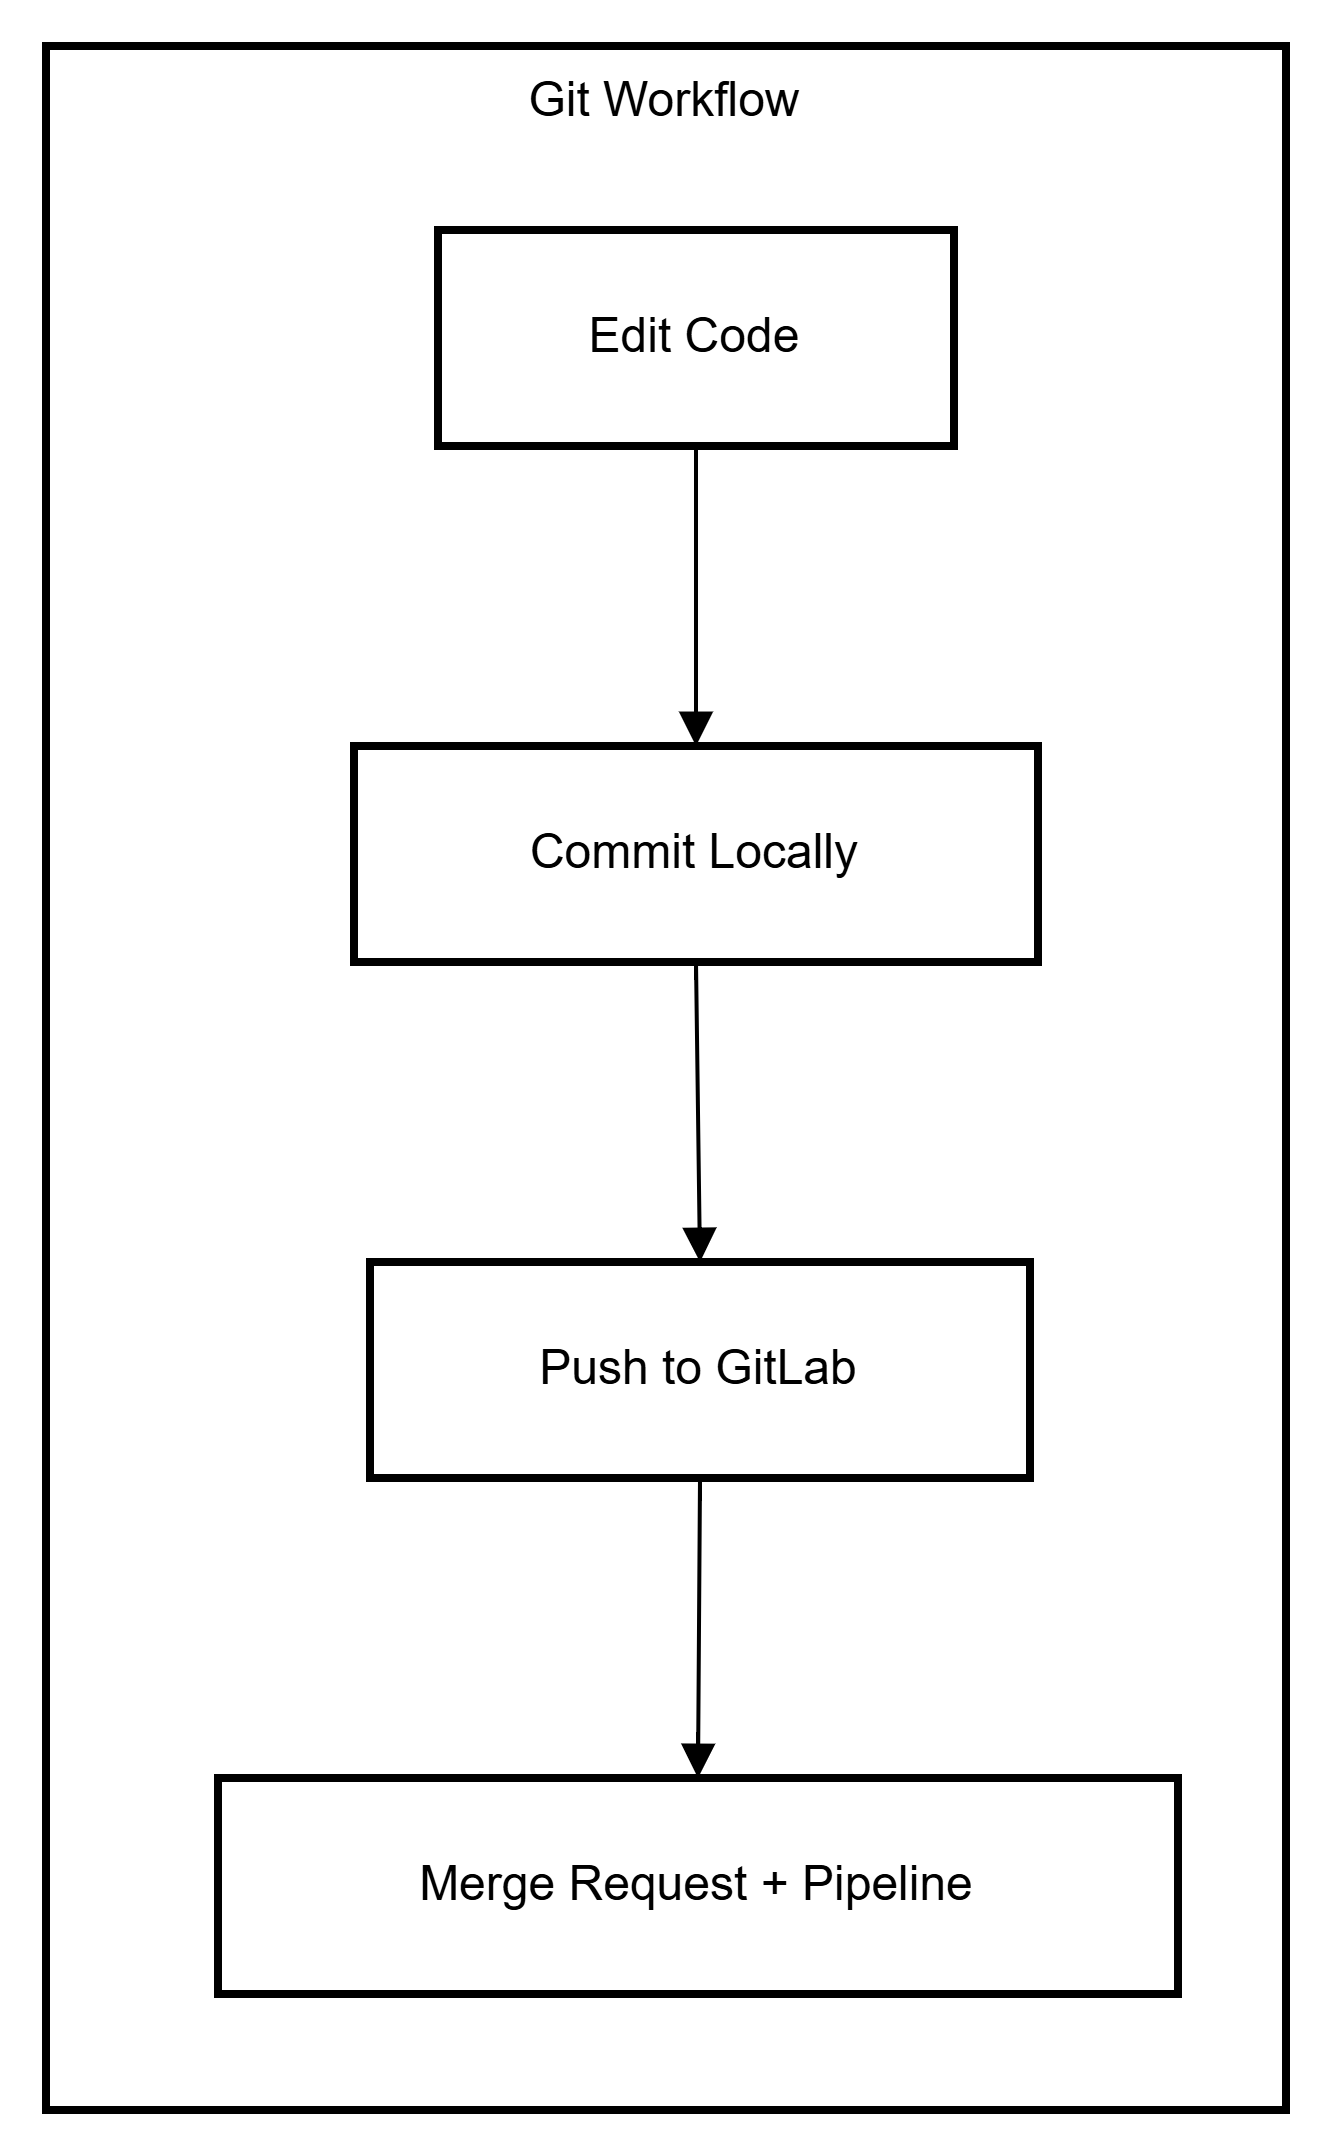 Git Workflow
Edit Code
Commit Locally
Push to GitLab
Merge Request + Pipeline